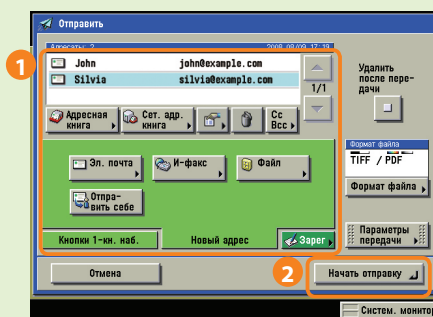 Отправить
Адресаты: 2 2008 08/09 17:19
1
John john@example.com
Silvia silvia@example.com
1/1
Удалить
после пере-
дачи
Адресная
книга
Сет. адр.
книга
Cc
Bcc
Формат файла
TIFF / PDF
Эл. почта
И-факс
Файл
Формат файла
Отпра-
вить себе
Параметры
передачи
Кнопки 1-кн. наб.
Новый адрес
Зарег
2
Отмена
Начать отправку
Систем. монитор